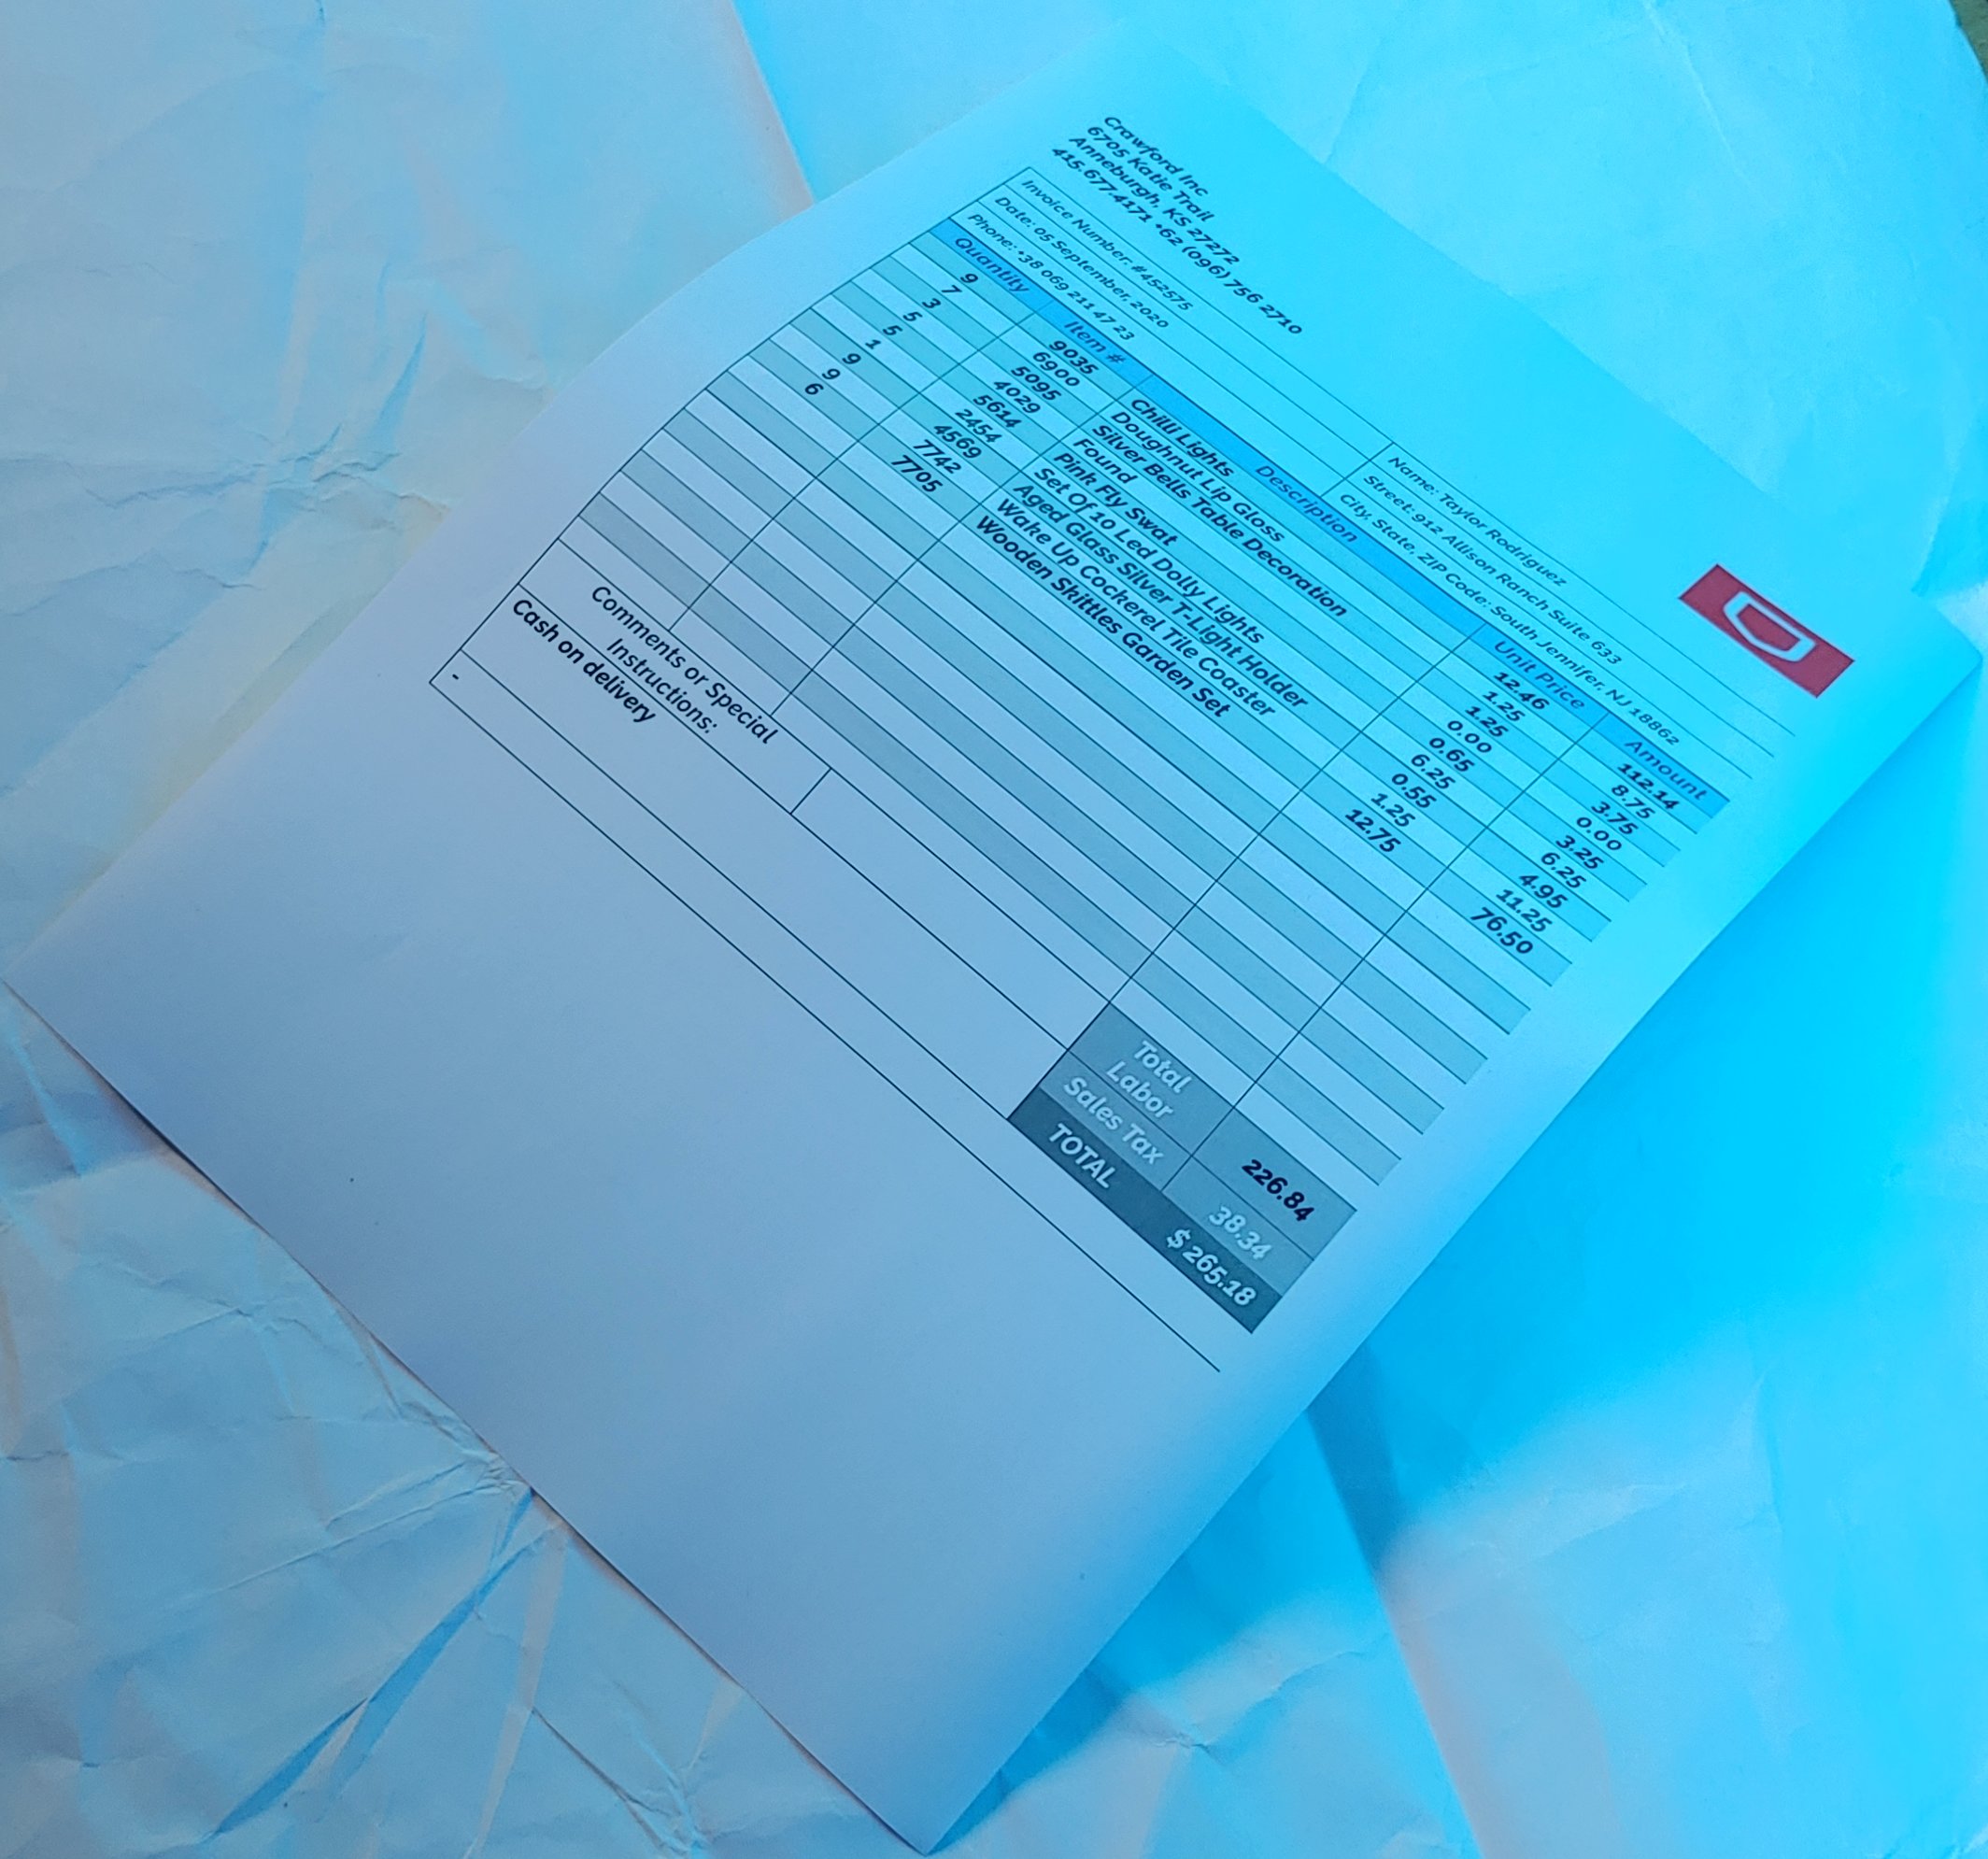 Crawford Inc
6705 Katie Trail
Anneburgh, KS 27272
415.677.4171 +62 (096) 756 2710
Invoice Number: #452575 Name: Taylor Rodriguez
Date: 05 September, 2020 Street: 912 Allison Ranch Suite 633
Phone: +38 069 211 47 23 City, State, ZIP Code: South Jennifer, NJ 18862
Quantity Item # Description Unit Price Amount
9 9035 Chilli Lights 12.46 112.14
7 6900 Doughnut Lip Gloss 1.25 8.75
3 5095 Silver Bells Table Decoration 1.25 3.75
5 4029 Found 0.00 0.00
5 5614 Pink Fly Swat 0.65 3.25
1 2454 Set Of 10 Led Dolly Lights 6.25 6.25
9 4569 Aged Glass Silver T-Light Holder 0.55 4.95
9 7742 Wake Up Cockerel Tile Coaster 1.25 11.25
6 7705 Wooden Skittles Garden Set 12.75 76.50
Comments or Special
Instructions:
Cash on delivery
-
Total 226.84
Labor
Sales Tax 38.34
TOTAL $ 265.18